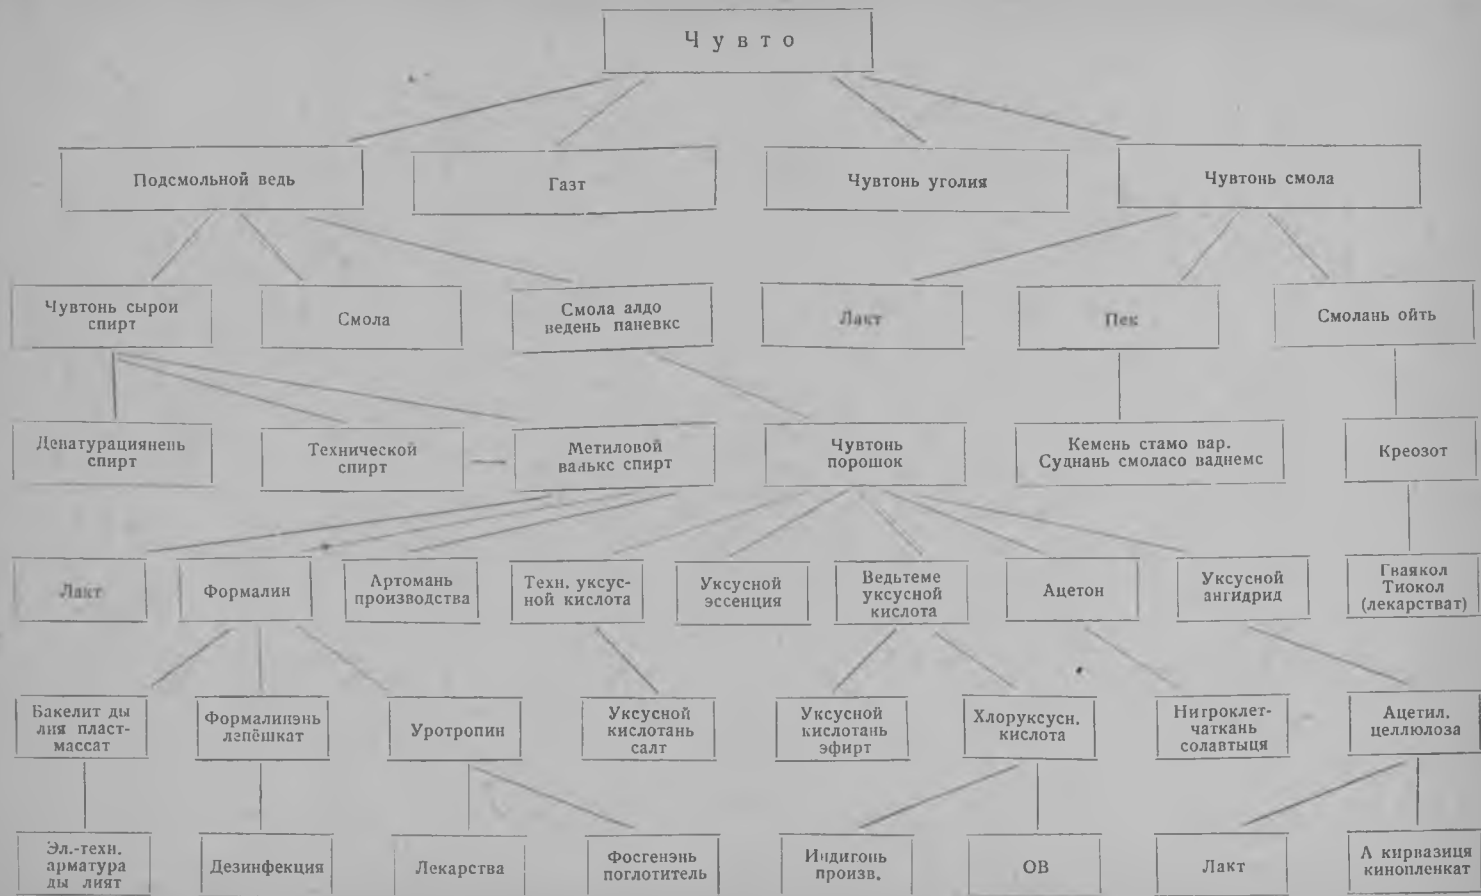 Чувто
Подсмольной ведь
Газт
Чувтонь уголия
Чувтонь смола
Чувтонь сырои
спирт
Смола
Смола алдо
ведень паневкс
Лакт
Пек
Смолань ойть
Денатурациянень
спирт
Технической
спирт
Метиловой
валькс спирт
Чувтонь
порошок
Кемень стамо вар.
Суднань смоласо ваднемс
Креозот
Лакт
Формалин
Артомань
производства
Техн. уксус-
ной кислота
Уксусной
эссенция
Ведьтеме
уксусной
кислота
Ацетон
Уксусной
ангидрид
Гваякол
Тиокол
(лекарстват)
Бакелит ды
лия пласт-
массат
Формалинэнь
лепёшкат
Уротропин
Уксусной
кислотань
салт
Уксусной
кислотань
эфирт
Хлоруксусн.
кислота
Нитроклет-
чаткань
солавтыця
Ацетил.
целлюлоза
Эл.-техн.
арматура
ды лият
Дезинфекция
Лекарства
Фосгенэнь
поглотитель
Индигонь
произв.
ОВ
Лакт
А кирвазиця
кинопленкат